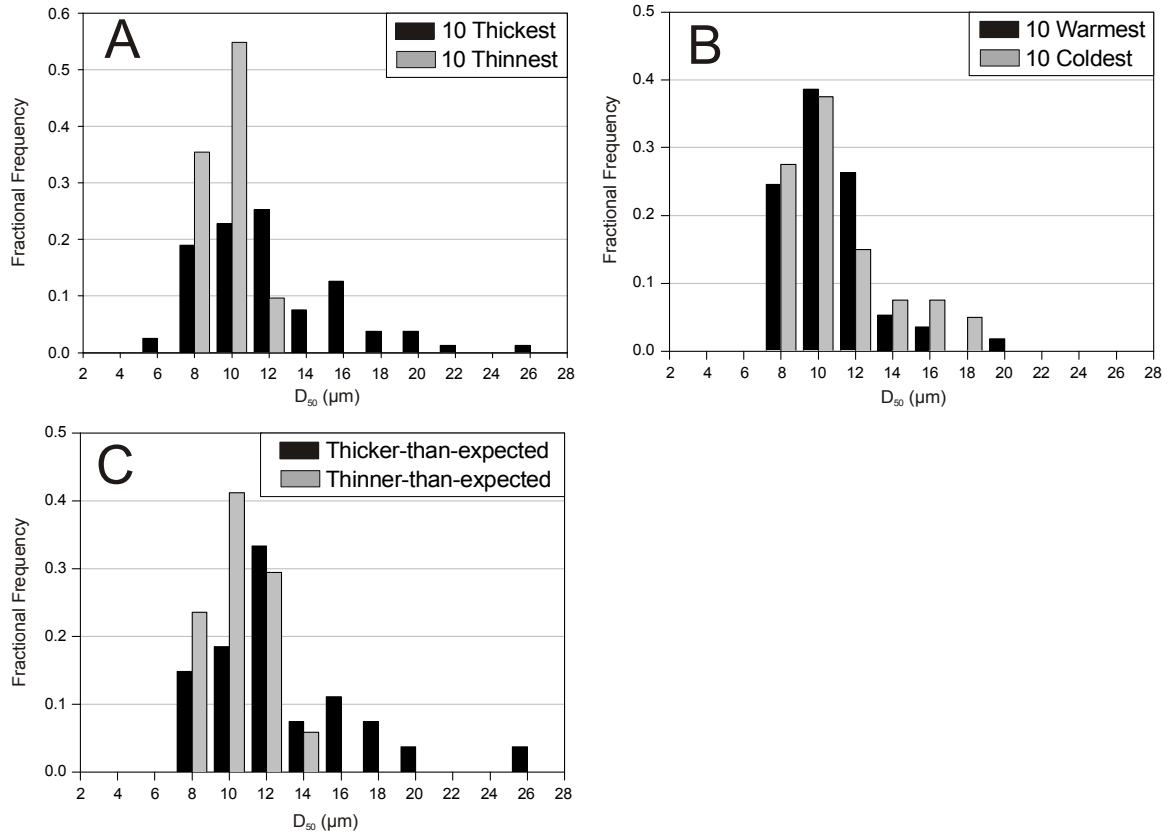 A
10 Thickest
10 Thinnest
Fractional Frequency
0.6
0.5
0.4
0.3
0.2
0.1
0.0
2 4 6 8 10 12 14 16 18 20 22 24 26 28
D₅₀ (µm)
B
10 Warmest
10 Coldest
Fractional Frequency
0.5
0.4
0.3
0.2
0.1
0.0
2 4 6 8 10 12 14 16 18 20 22 24 26 28
D₅₀ (µm)
C
Thicker-than-expected
Thinner-than-expected
Fractional Frequency
0.5
0.4
0.3
0.2
0.1
0.0
2 4 6 8 10 12 14 16 18 20 22 24 26 28
D₅₀ (µm)